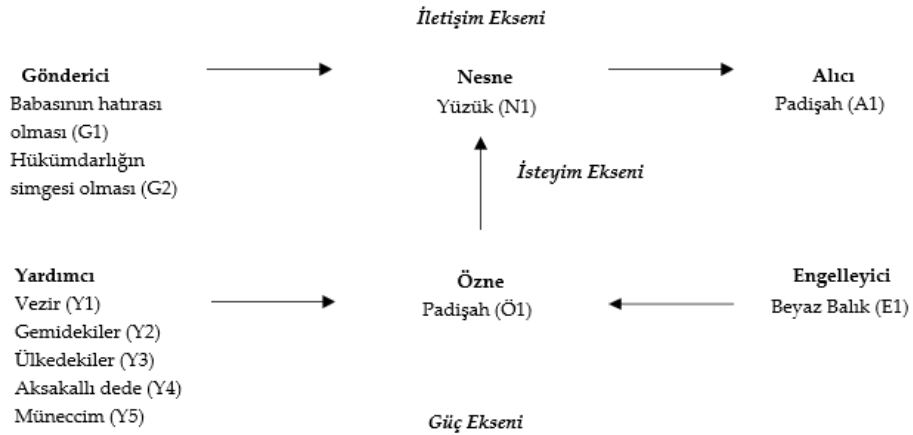 İletişim Ekseni
Gönderici
Babasının hatırası
olması (G1)
Hükümdarlığın
simgesi olması (G2)
Nesne
Yüzük (N1)
Alıcı
Padişah (A1)
İsteyim Ekseni
Yardımcı
Vezir (Y1)
Gemidekiler (Y2)
Ülkedekiler (Y3)
Aksakallı dede (Y4)
Müneccim (Y5)
Özne
Padişah (Ö1)
Engelleyici
Beyaz Balık (E1)
Güç Ekseni